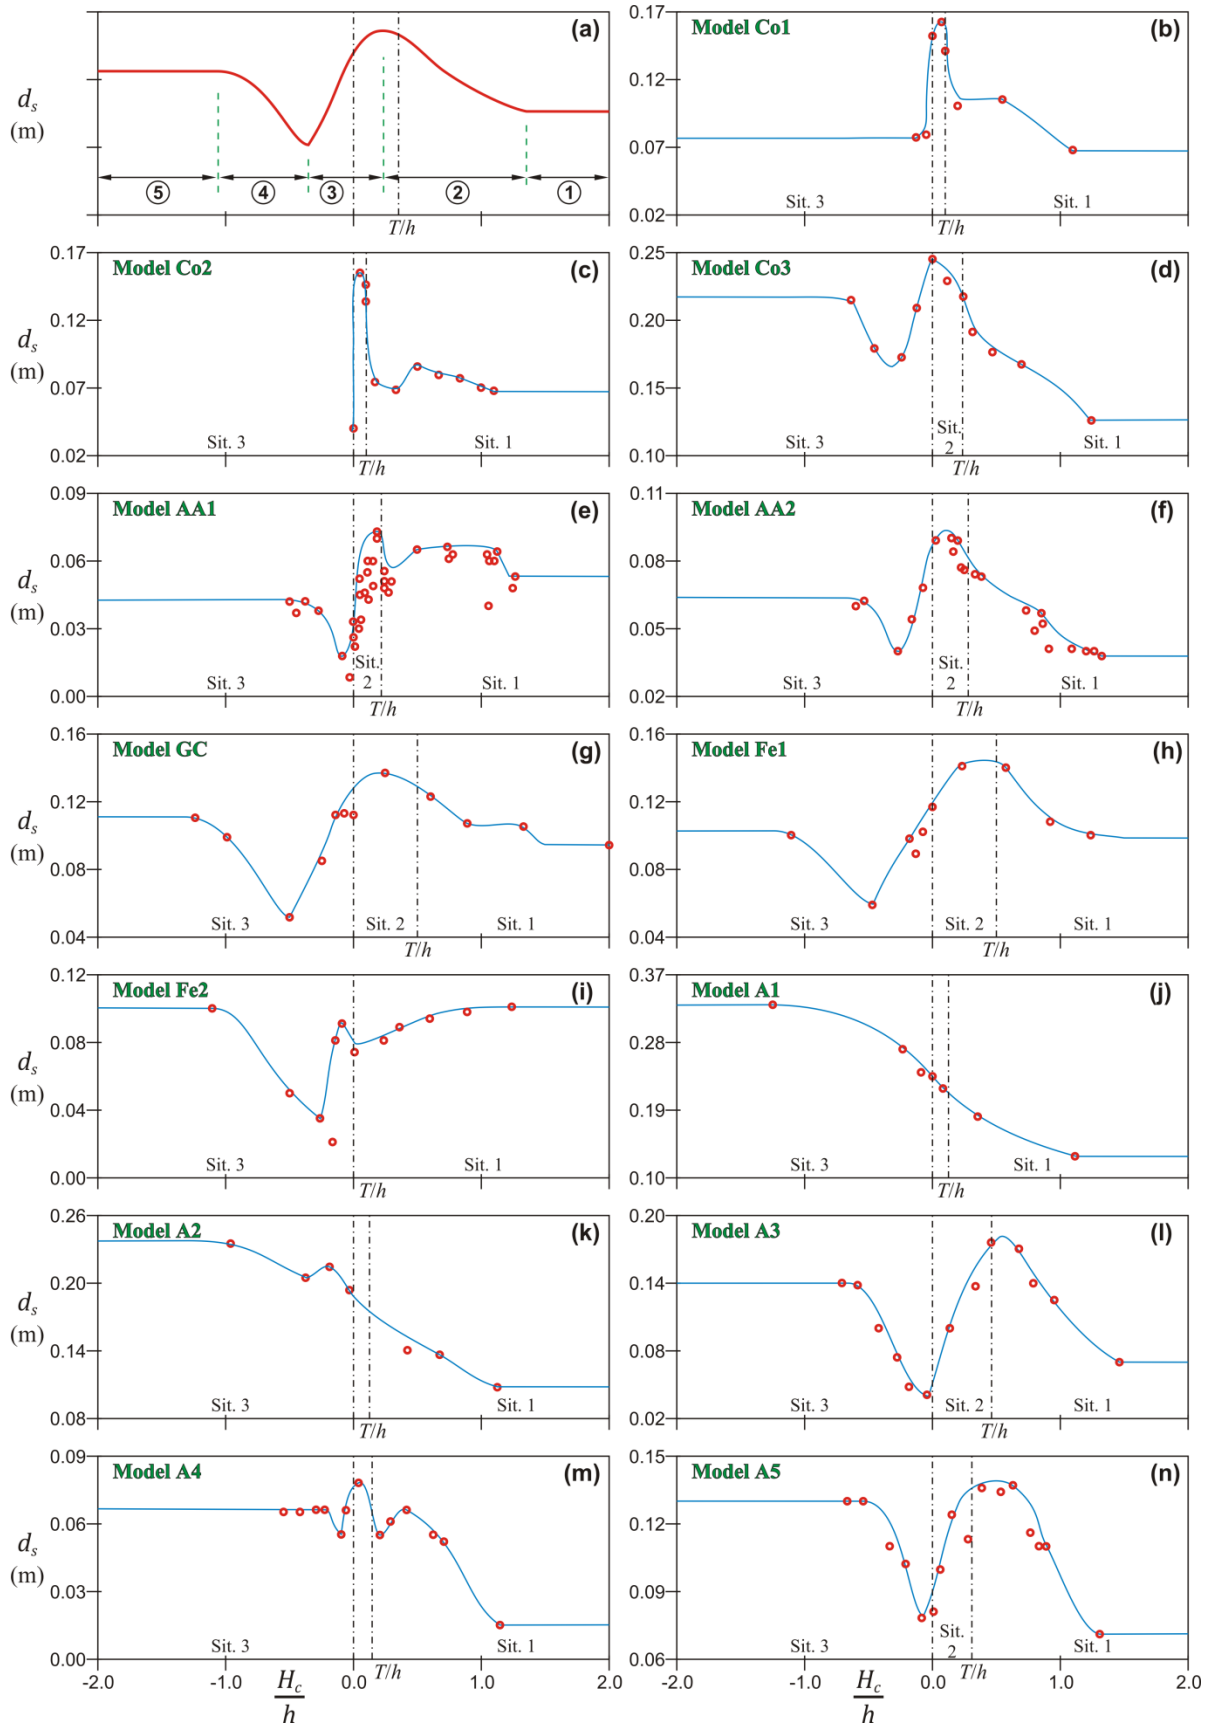 (a)
d_s
(m)
⑤ ④ ③ ② ①
T/h
0.17 Model Co1 (b)
0.12
0.07
Sit. 3 Sit. 1
0.02
T/h
0.17 Model Co2 (c)
0.12
d_s
(m)
0.07
Sit. 3 Sit. 1
0.02
T/h
0.25 Model Co3 (d)
0.20
0.15
Sit.
Sit. 3 2 Sit. 1
0.10
T/h
0.09 Model AA1 (e)
0.06
d_s
(m)
0.03
Sit.
Sit. 3 2 Sit. 1
0.00
T/h
0.11 Model AA2 (f)
0.08
0.05
Sit.
Sit. 3 2 Sit. 1
0.02
T/h
0.16 Model GC (g)
0.12
d_s
(m)
0.08
Sit. 3 Sit. 2 Sit. 1
0.04
T/h
0.16 Model Fe1 (h)
0.12
0.08
Sit. 3 Sit. 2 Sit. 1
0.04
T/h
0.12 Model Fe2 (i)
0.08
d_s
(m)
0.04
Sit. 3 Sit. 1
0.00
T/h
0.37 Model A1 (j)
0.28
0.19
Sit. 3 Sit. 1
0.10
T/h
0.26 Model A2 (k)
0.20
d_s
(m)
0.14
Sit. 3 Sit. 1
0.08
T/h
0.20 Model A3 (l)
0.14
0.08
Sit. 3 Sit. 2 Sit. 1
0.02
T/h
0.09 Model A4 (m)
0.06
d_s
(m)
0.03
Sit. 3 Sit. 1
0.00
T/h
-2.0 -1.0 0.0 1.0 2.0
H_c
h
0.15 Model A5 (n)
0.12
0.09
Sit.
Sit. 3 2 Sit. 1
0.06
T/h
-1.0 0.0 1.0 2.0
H_c
h